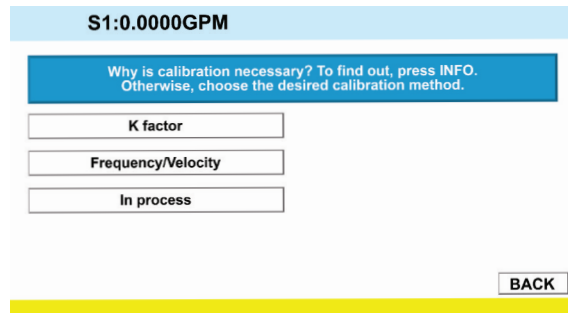 S1:0.0000GPM
Why is calibration necessary? To find out, press INFO.
Otherwise, choose the desired calibration method.
K factor
Frequency/Velocity
In process
BACK